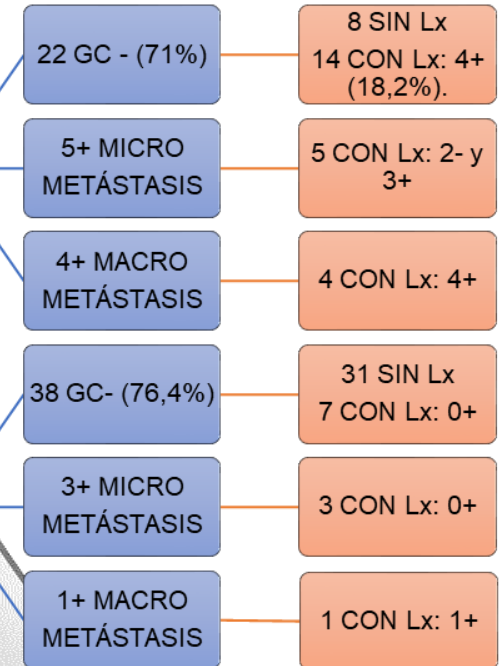 22 GC - (71%)
8 SIN Lx
14 CON Lx: 4+
(18,2%).
5+ MICRO
METÁSTASIS
5 CON Lx: 2- y
3+
4+ MACRO
METÁSTASIS
4 CON Lx: 4+
38 GC- (76,4%)
31 SIN Lx
7 CON Lx: 0+
3+ MICRO
METÁSTASIS
3 CON Lx: 0+
1+ MACRO
METÁSTASIS
1 CON Lx: 1+